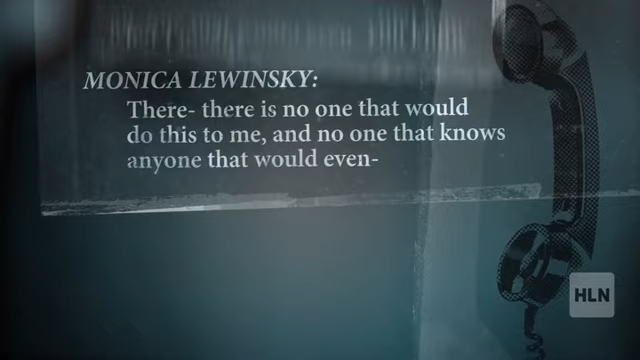 MONICA LEWINSKY:
There- there is no one that would
do this to me, and no one that knows
anyone that would even-
HLN